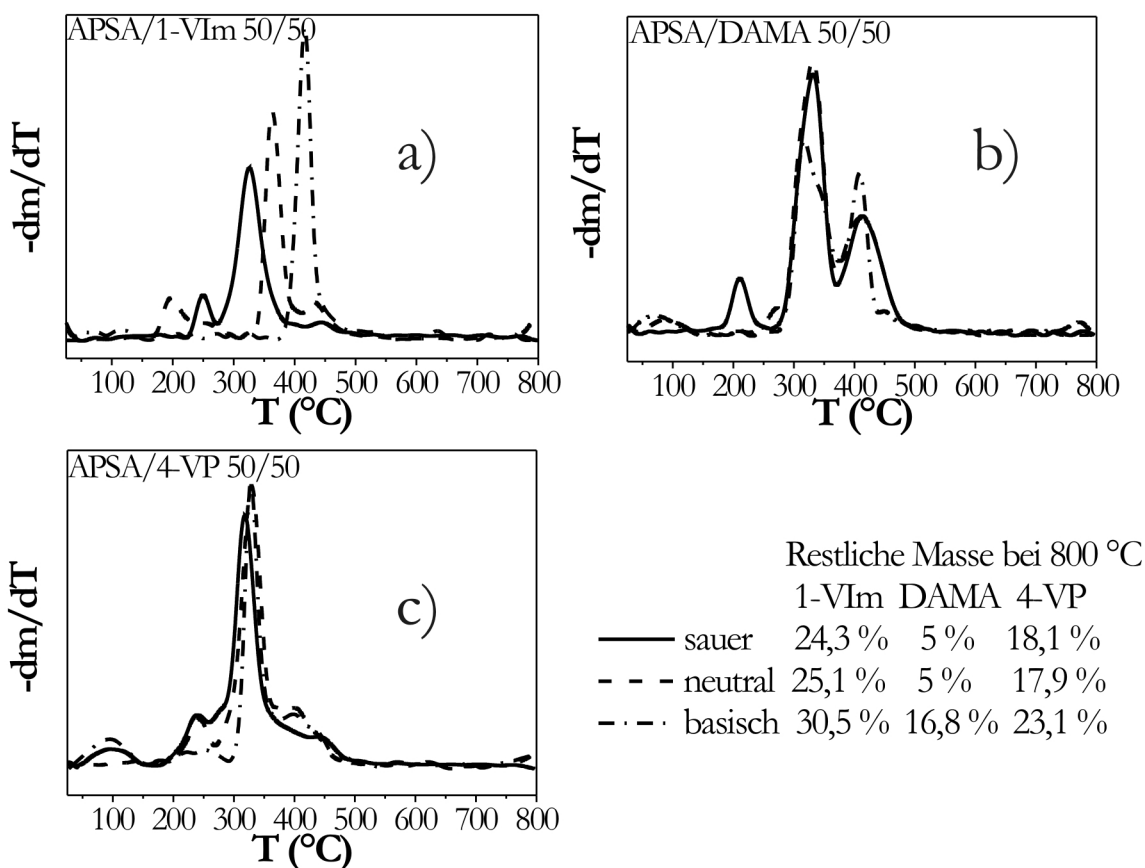 APSA/1-VIm 50/50
a)
-dm/dT
100 200 300 400 500 600 700 800
T (°C)
APSA/DAMA 50/50
b)
-dm/dT
100 200 300 400 500 600 700 800
T (°C)
APSA/4-VP 50/50
c)
-dm/dT
100 200 300 400 500 600 700 800
T (°C)
Restliche Masse bei 800 °C
1-VIm DAMA 4-VP
sauer 24,3 % 5 % 18,1 %
neutral 25,1 % 5 % 17,9 %
basisch 30,5 % 16,8 % 23,1 %